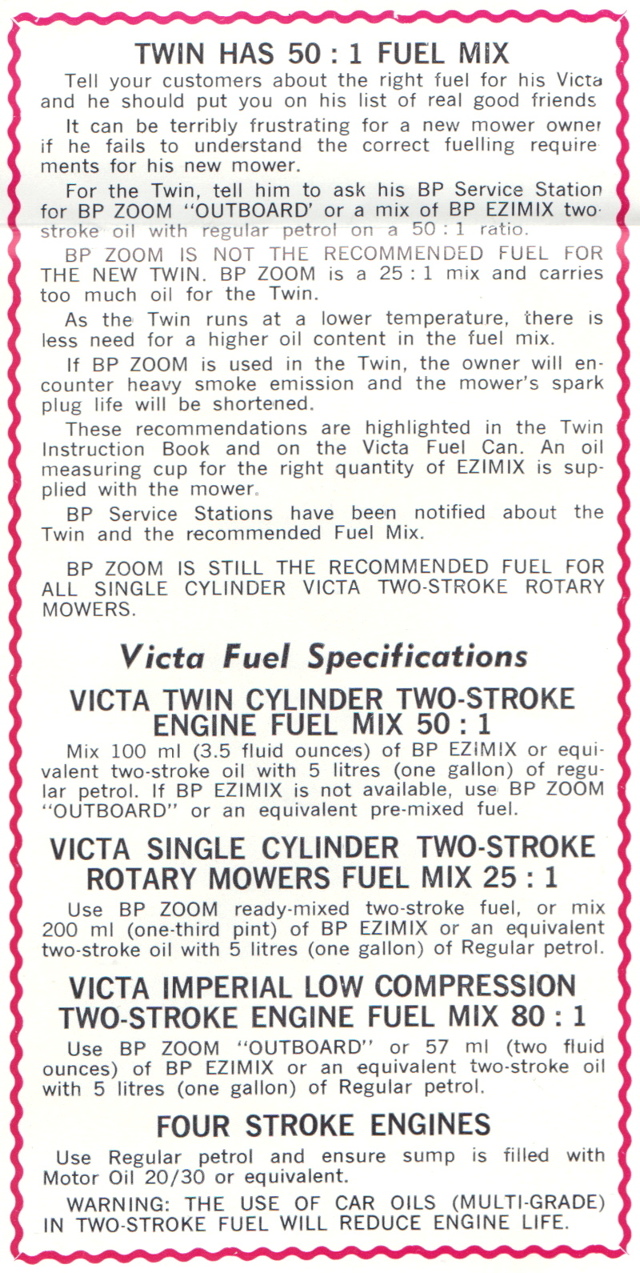 TWIN HAS 50 : 1 FUEL MIX
Tell your customers about the right fuel for his Victa
and he should put you on his list of real good friends
It can be terribly frustrating for a new mower owner
if he fails to understand the correct fuelling require
ments for his new mower.
For the Twin, tell him to ask his BP Service Station
for BP ZOOM "OUTBOARD' or a mix of BP EZIMIX two-
stroke oil with regular petrol on a 50 : 1 ratio.
BP ZOOM IS NOT THE RECOMMENDED FUEL FOR
THE NEW TWIN. BP ZOOM is a 25 : 1 mix and carries
too much oil for the Twin.
As the Twin runs at a lower temperature, there is
less need for a higher oil content in the fuel mix.
If BP ZOOM is used in the Twin, the owner will en-
counter heavy smoke emission and the mower's spark
plug life will be shortened.
These recommendations are highlighted in the Twin
Instruction Book and on the Victa Fuel Can. An oil
measuring cup for the right quantity of EZIMIX is sup-
plied with the mower.
BP Service Stations have been notified about the
Twin and the recommended Fuel Mix.
BP ZOOM IS STILL THE RECOMMENDED FUEL FOR
ALL SINGLE CYLINDER VICTA TWO-STROKE ROTARY
MOWERS.
Victa Fuel Specifications
VICTA TWIN CYLINDER TWO-STROKE
ENGINE FUEL MIX 50 : 1
Mix 100 ml (3.5 fluid ounces) of BP EZIMIX or equi-
valent two-stroke oil with 5 litres (one gallon) of regu-
lar petrol. If BP EZIMIX is not available, use BP ZOOM
"OUTBOARD" or an equivalent pre-mixed fuel.
VICTA SINGLE CYLINDER TWO-STROKE
ROTARY MOWERS FUEL MIX 25 : 1
Use BP ZOOM ready-mixed two-stroke fuel, or mix
200 ml (one-third pint) of BP EZIMIX or an equivalent
two-stroke oil with 5 litres (one gallon) of Regular petrol.
VICTA IMPERIAL LOW COMPRESSION
TWO-STROKE ENGINE FUEL MIX 80 : 1
Use BP ZOOM "OUTBOARD" or 57 ml (two fluid
ounces) of BP EZIMIX or an equivalent two-stroke oil
with 5 litres (one gallon) of Regular petrol.
FOUR STROKE ENGINES
Use Regular petrol and ensure sump is filled with
Motor Oil 20/30 or equivalent.
WARNING: THE USE OF CAR OILS (MULTI-GRADE)
IN TWO-STROKE FUEL WILL REDUCE ENGINE LIFE.